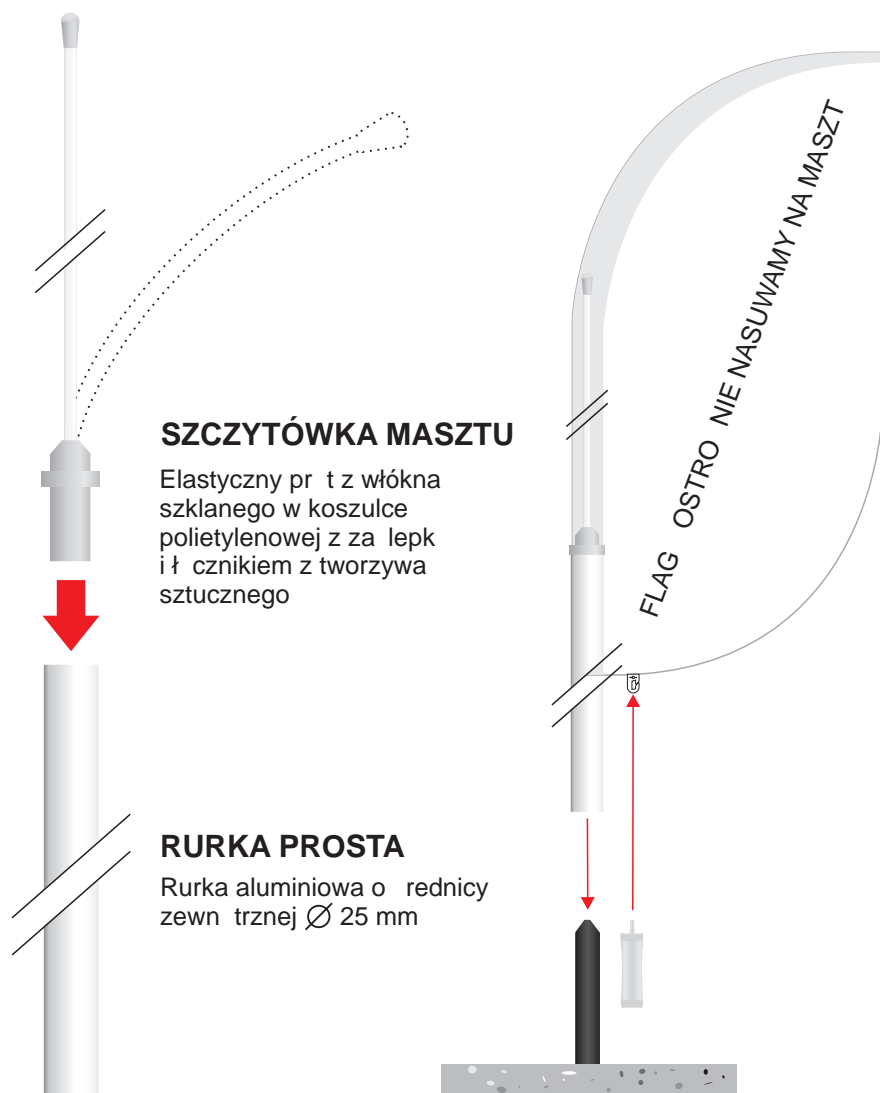 SZCZYTÓWKA MASZTU
Elastyczny pr t z włókna
szklanego w koszulce
polietylenowej z za lepk
i ł cznikiem z tworzywa
sztucznego
RURKA PROSTA
Rurka aluminiowa o rednicy
zewn trznej ∅ 25 mm
FLAG OSTRO NIE NASUWAMY NA MASZT